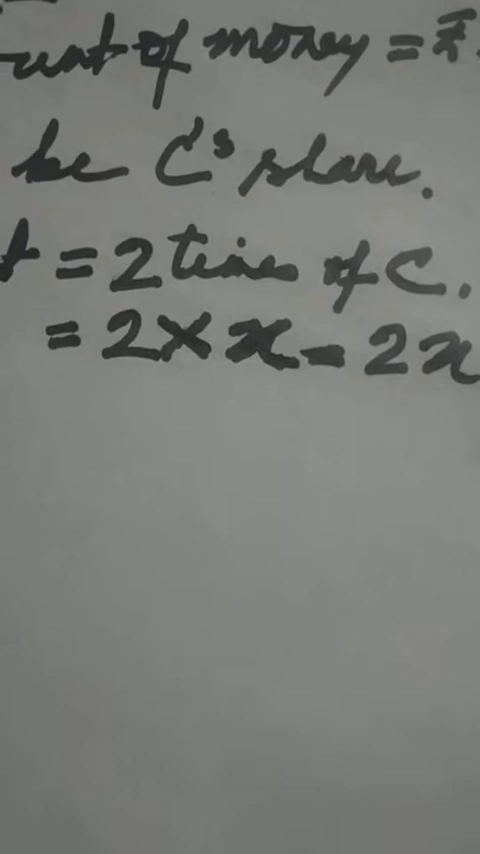 of money = ₹
be C's share.
= 2 times of C.
= 2 × x = 2x